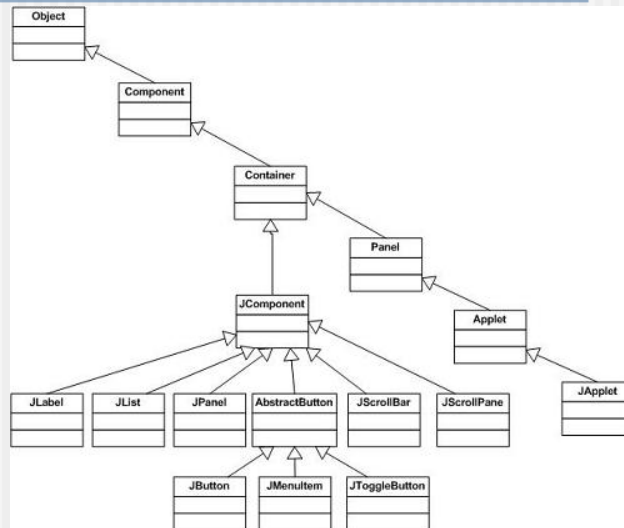 Object
Component
Container
Panel
JComponent
Applet
JApplet
JLabel
JList
JPanel
AbstractButton
JScrollBar
JScrollPane
JButton
JMenuItem
JToggleButton